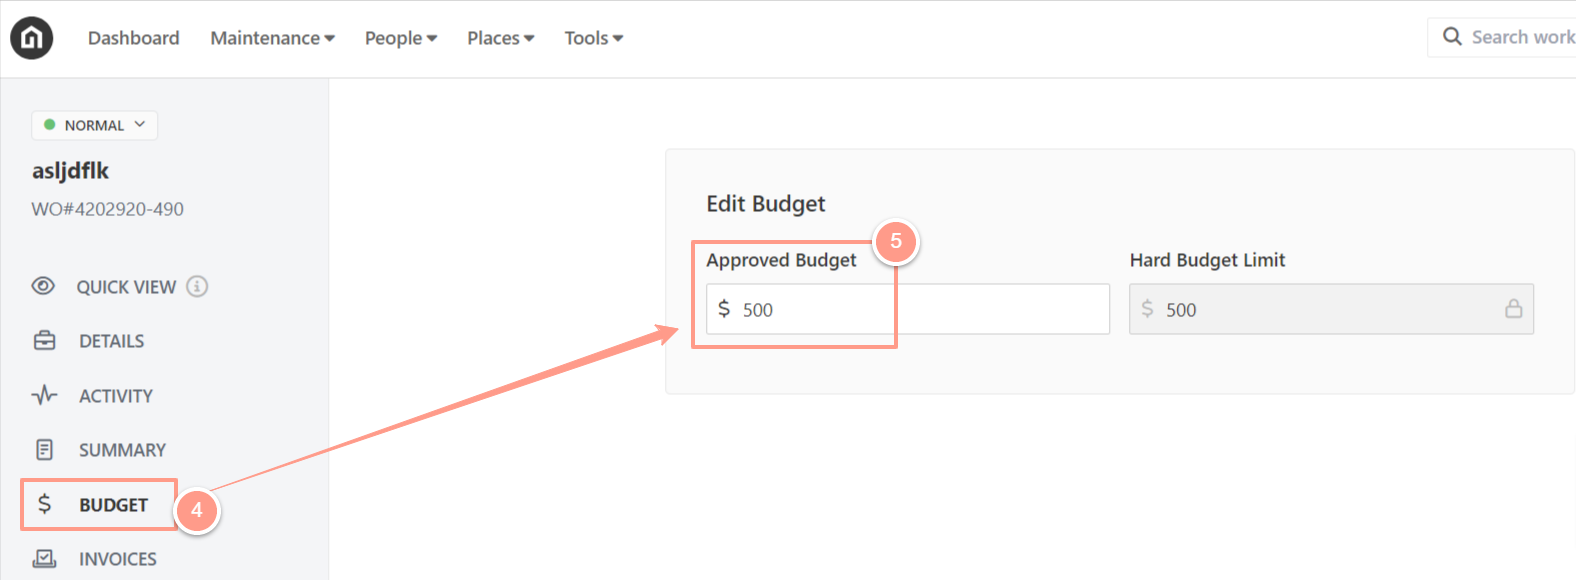 Dashboard Maintenance People Places Tools Search work
NORMAL
asljdflk
WO#4202920-490
QUICK VIEW
DETAILS
ACTIVITY
SUMMARY
$ BUDGET
4
INVOICES
Edit Budget
5
Approved Budget Hard Budget Limit
$ 500 $ 500